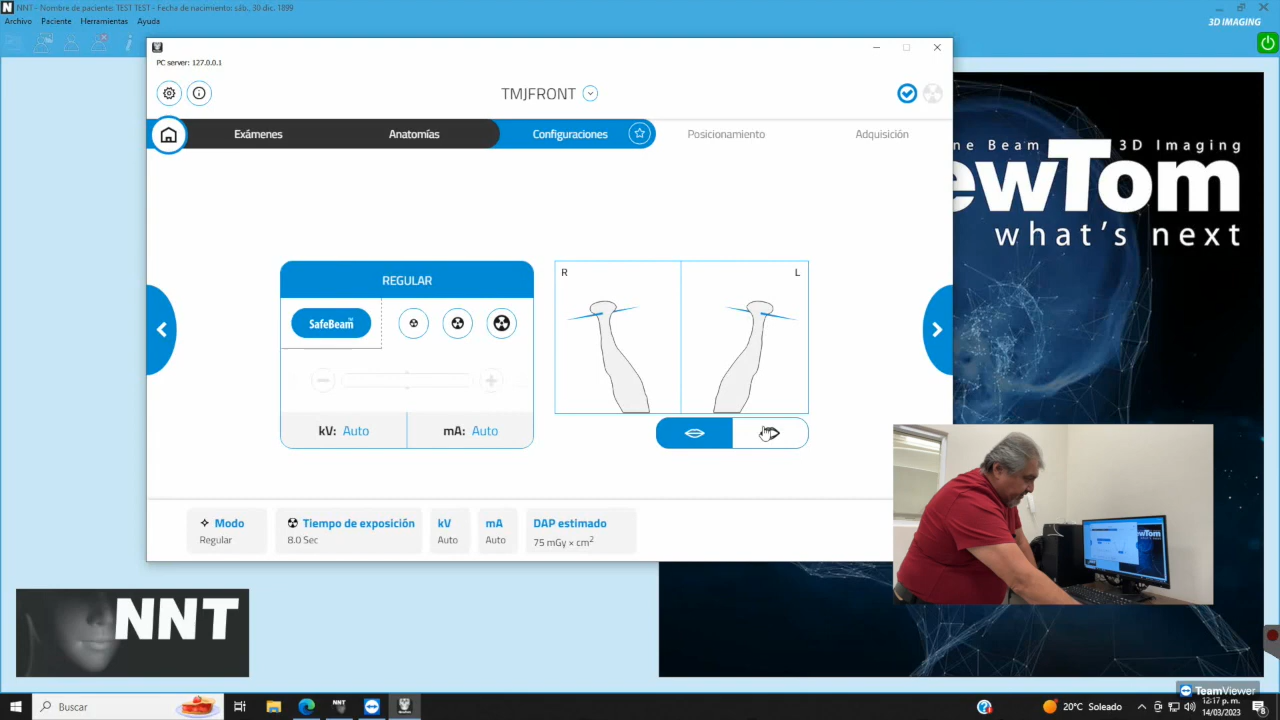 NNT - Nombre de paciente: TEST TEST - Fecha de nacimiento: sáb., 30 dic. 1899
Archivo Paciente Herramientas Ayuda
3D IMAGING
PC server: 127.0.0.1
TMJFRONT
Exámenes Anatomías Configuraciones Posicionamiento Adquisición
ne Beam 3D Imaging
ewTom
what's next
REGULAR
SafeBeam™
kV: Auto mA: Auto
R L
Modo
Regular
Tiempo de exposición
8.0 Sec
kV
Auto
mA
Auto
DAP estimado
75 mGy × cm²
NNT
TeamViewer
Buscar
NNT
20°C Soleado
12:17 p. m.
14/03/2023
8